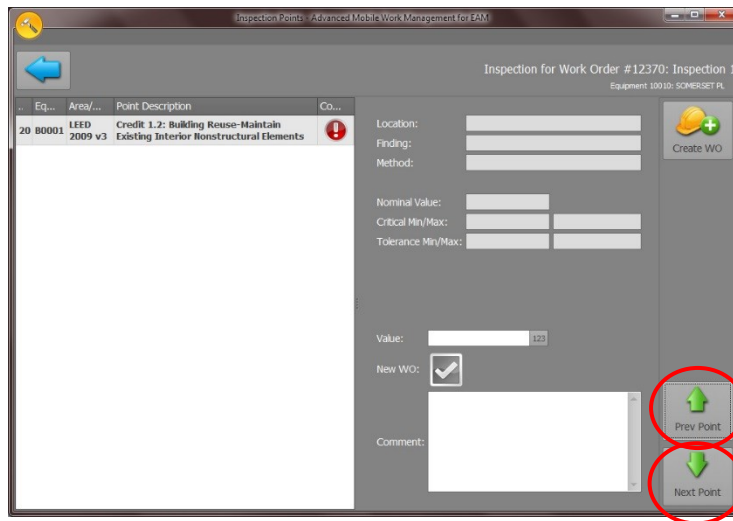 Inspection Points - Advanced Mobile Work Management for EAM
Inspection for Work Order #12370: Inspection 1
Equipment 10010: SOMERSET PL
.. Eq... Area/... Point Description Co...
20 B0001 LEED 2009 v3 Credit 1.2: Building Reuse-Maintain Existing Interior Nonstructural Elements
Location:
Finding:
Method:
Nominal Value:
Critical Min/Max:
Tolerance Min/Max:
Value: 123
New WO:
Comment:
Create WO
Prev Point
Next Point